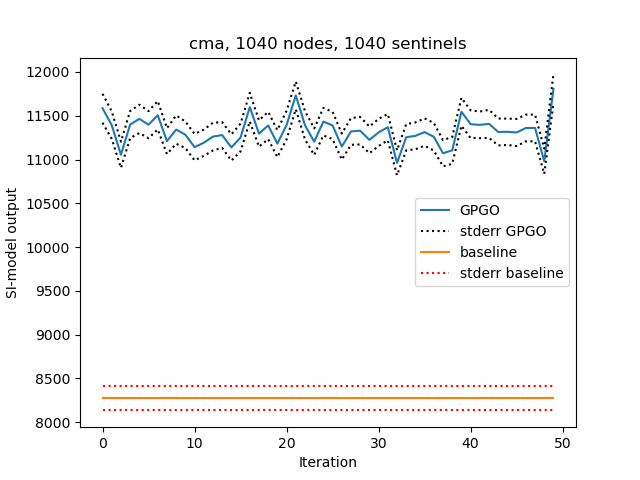 cma, 1040 nodes, 1040 sentinels
12000
11500
11000
10500
10000
9500
9000
8500
8000
SI-model output
GPGO
stderr GPGO
baseline
stderr baseline
0 10 20 30 40 50
Iteration